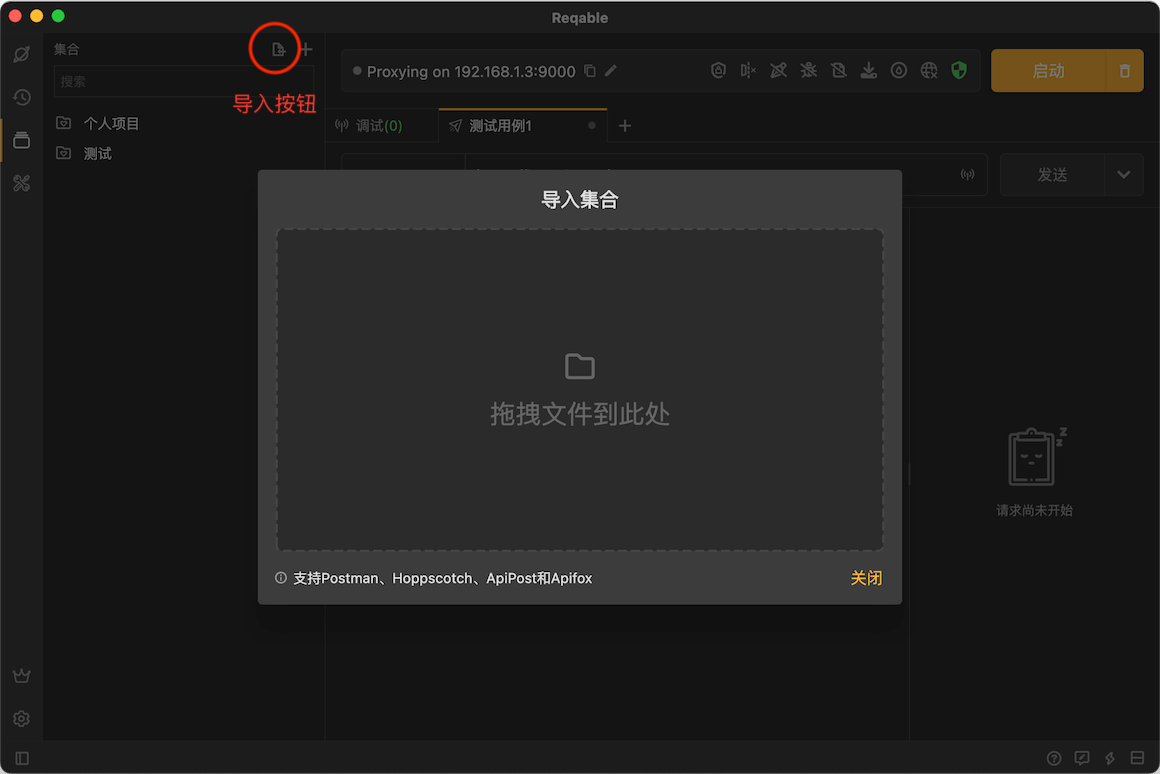 Reqable
集合
搜索
导入按钮
个人项目
测试
Proxying on 192.168.1.3:9000
启动
调试(0)
测试用例1
发送
导入集合
拖拽文件到此处
支持Postman、Hoppscotch、ApiPost和Apifox
关闭
请求尚未开始